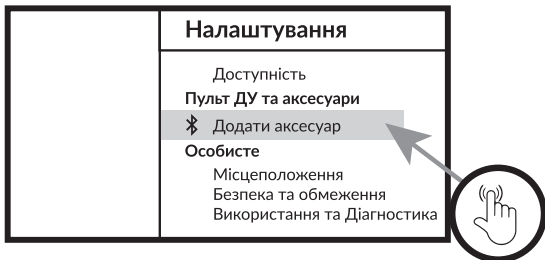 Налаштування
Доступність
Пульт ДУ та аксесуари
Додати аксесуар
Особисте
Місцеположення
Безпека та обмеження
Використання та Діагностика